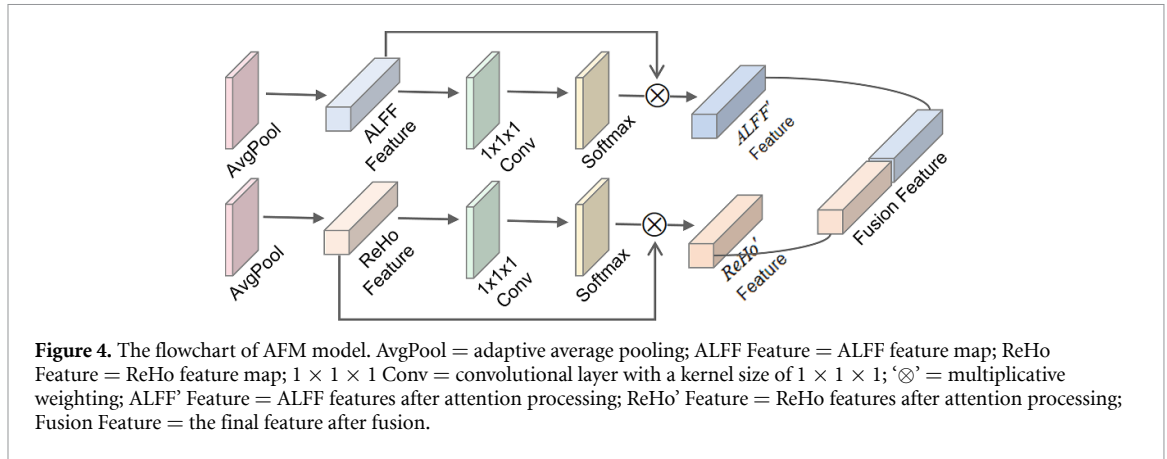 AvgPool
ALFF
Feature
1x1x1
Conv
Softmax
⊗
ALFF'
Feature
Fusion Feature
AvgPool
ReHo
Feature
1x1x1
Conv
Softmax
⊗
ReHo'
Feature
Figure 4. The flowchart of AFM model. AvgPool = adaptive average pooling; ALFF Feature = ALFF feature map; ReHo
Feature = ReHo feature map; 1 × 1 × 1 Conv = convolutional layer with a kernel size of 1 × 1 × 1; ‘⊗’ = multiplicative
weighting; ALFF’ Feature = ALFF features after attention processing; ReHo’ Feature = ReHo features after attention processing;
Fusion Feature = the final feature after fusion.